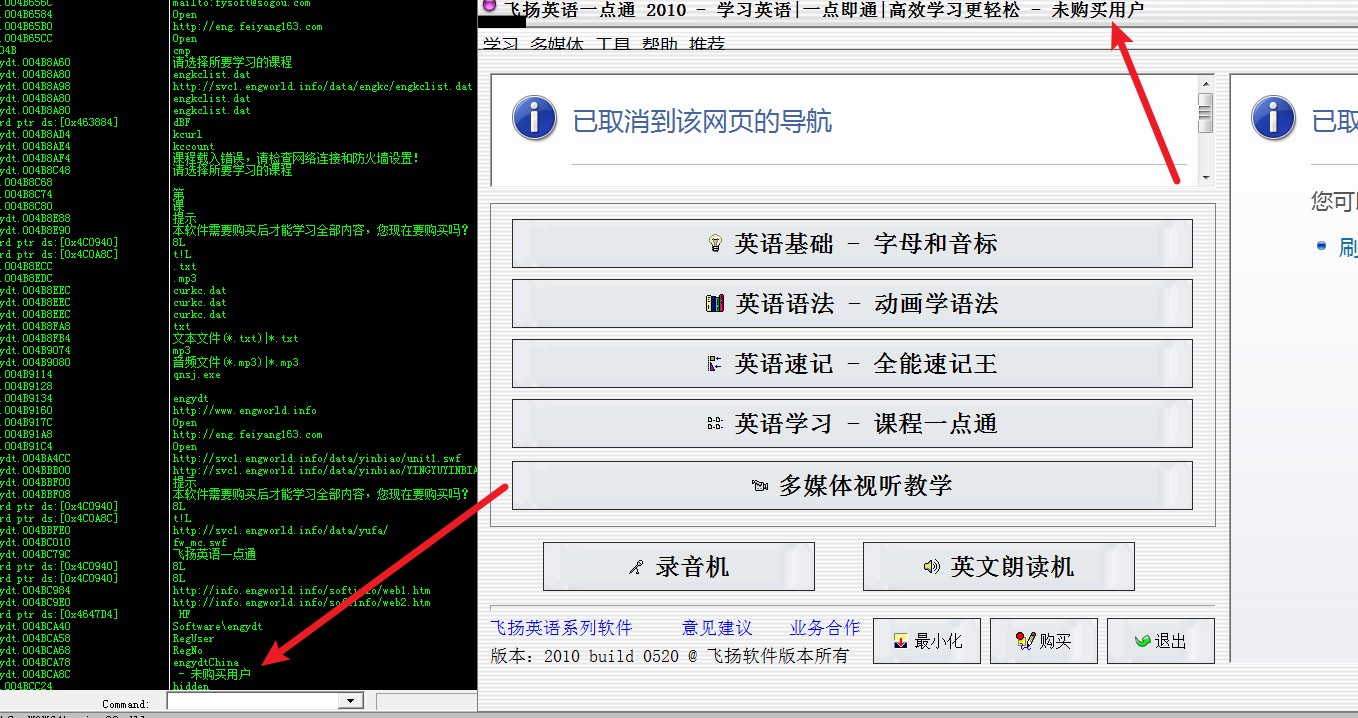 .004B656C mailto:fysoft@sogou.com
.004B6584 Open
.004B65B0 http://eng.feiyang163.com
.004B65CC Open
04B cmp
ydt.004B8A60 请选择所要学习的课程
ydt.004B8A80 engkclist.dat
ydt.004B8A98 http://svc1.engworld.info/data/engkc/engkclist.dat
ydt.004B8A80 engkclist.dat
ydt.004B8A80 engkclist.dat
rd ptr ds:[0x463884] dBF
ydt.004B8AD4 kcurl
ydt.004B8AE4 kccount
ydt.004B8AF4 课程载入错误，请检查网络连接和防火墙设置！
ydt.004B8C48 请选择所要学习的课程
.004B8C68
.004B8C74 第
.004B8C80 课
ydt.004B8E88 提示
ydt.004B8E90 本软件需要购买后才能学习全部内容，您现在要购买吗？
rd ptr ds:[0x4C0940] 8L
rd ptr ds:[0x4C0A8C] t!L
.004B8ECC .txt
.004B8EDC .mp3
ydt.004B8EEC curkc.dat
ydt.004B8EEC curkc.dat
ydt.004B8EEC curkc.dat
ydt.004B8FA8 txt
ydt.004B8FB4 文本文件(*.txt)|*.txt
ydt.004B9074 mp3
ydt.004B9080 音频文件(*.mp3)|*.mp3
.004B9114 qnsj.exe
.004B9128
.004B9134 engydt
ydt.004B9160 http://www.engworld.info
ydt.004B917C Open
ydt.004B91A8 http://eng.feiyang163.com
ydt.004B91C4 Open
ydt.004BA4CC http://svc1.engworld.info/data/yinbiao/unit1.swf
ydt.004BBB00 http://svc1.engworld.info/data/yinbiao/YINGYUYINBIA
ydt.004BBF00 提示
ydt.004BBF08 本软件需要购买后才能学习全部内容，您现在要购买吗？
rd ptr ds:[0x4C0940] 8L
rd ptr ds:[0x4C0A8C] t!L
ydt.004BBFE0 http://svc1.engworld.info/data/yufa/
ydt.004BC010 fw_mc.swf
ydt.004BC79C 飞扬英语一点通
rd ptr ds:[0x4C0940] 8L
rd ptr ds:[0x4C0940] 8L
ydt.004BC984 http://info.engworld.info/softinfo/web1.htm
ydt.004BC9E0 http://info.engworld.info/softinfo/web2.htm
rd ptr ds:[0x4647D4] HF
ydt.004BCA40 Software\engydt
ydt.004BCA58 RegUser
ydt.004BCA68 RegNo
ydt.004BCA78 engydtChina
ydt.004BCA8C - 未购买用户
.004BCC24 hidden
Command:
飞扬英语一点通 2010 - 学习英语|一点即通|高效学习更轻松 - 未购买用户
学习 多媒体 工具 帮助 推荐
已取消到该网页的导航
英语基础 - 字母和音标
英语语法 - 动画学语法
英语速记 - 全能速记王
英语学习 - 课程一点通
多媒体视听教学
录音机 英文朗读机
飞扬英语系列软件 意见建议 业务合作
版本: 2010 build 0520 @ 飞扬软件版本所有
最小化 购买 退出
已取
您可
刷